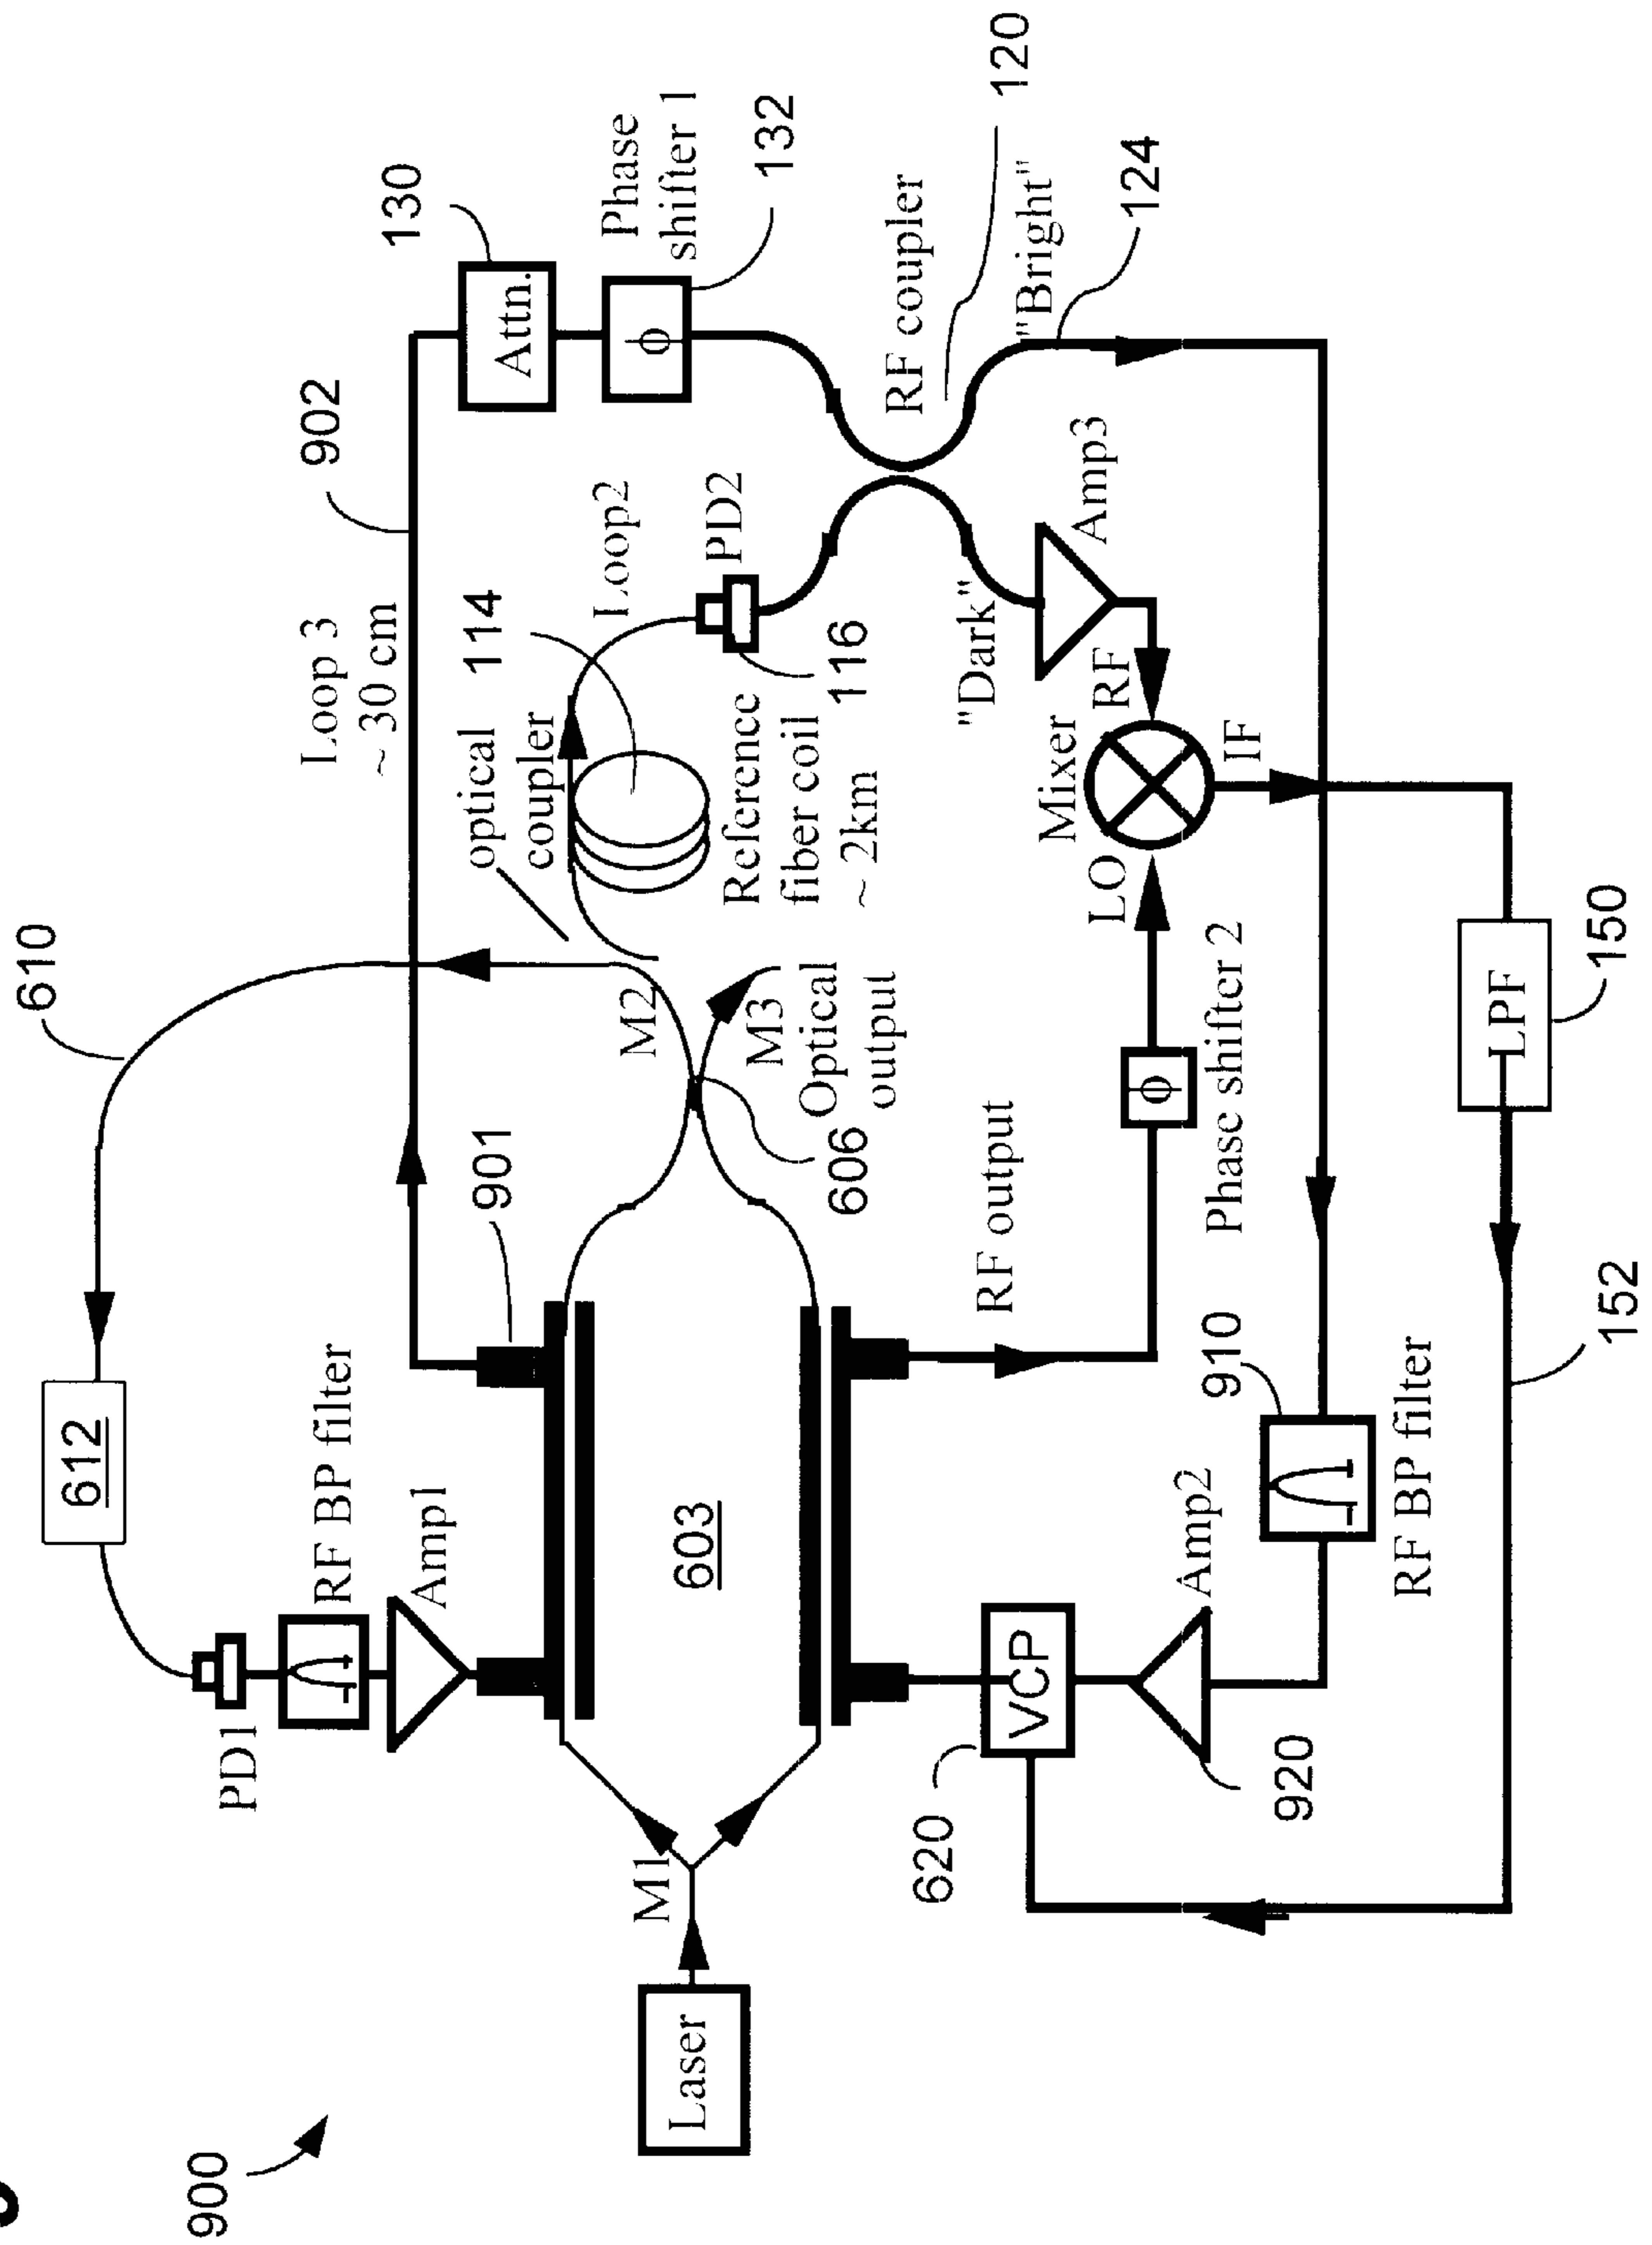 900
Laser
M1
PD1
RF BP filter
Amp1
612
610
603
901
606
M2
M3
Optical
output
optical
coupler
902
Loop 3
~ 30 cm
114
Loop2
PD2
116
Reference
fiber coil
~ 2km
130
Attn.
Phase
shifter 1
ϕ
132
RF coupler
120
"Bright"
124
"Dark"
Amp3
RF
Mixer
LO
IF
RF output
ϕ
Phase shifter 2
VCP
620
Amp2
920
910
RF BP filter
LPF
150
152